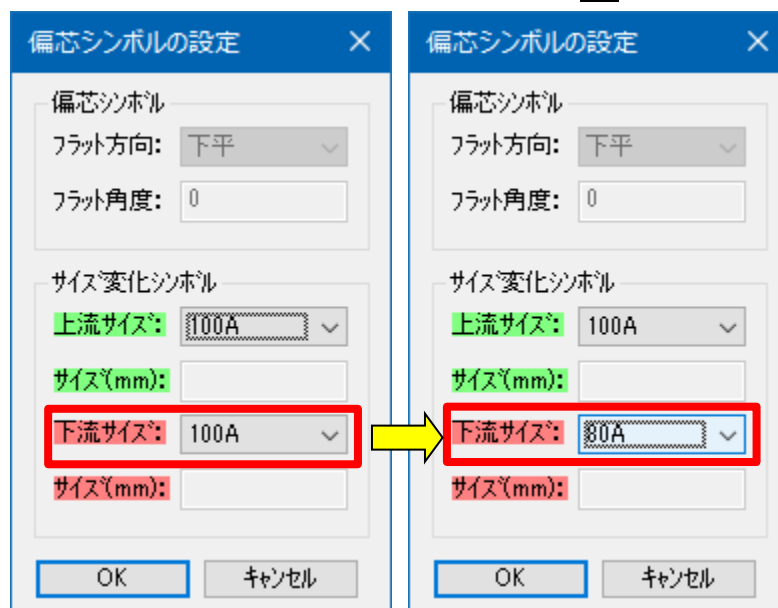 偏芯シンボルの設定
偏芯ｼﾝﾎﾞﾙ
ﾌﾗｯﾄ方向:
下平
ﾌﾗｯﾄ角度:
0
ｻｲｽﾞ変化ｼﾝﾎﾞﾙ
上流ｻｲｽﾞ:
100A
ｻｲｽﾞ(mm):
下流ｻｲｽﾞ:
100A
ｻｲｽﾞ(mm):
OK
ｷｬﾝｾﾙ
偏芯シンボルの設定
偏芯ｼﾝﾎﾞﾙ
ﾌﾗｯﾄ方向:
下平
ﾌﾗｯﾄ角度:
0
ｻｲｽﾞ変化ｼﾝﾎﾞﾙ
上流ｻｲｽﾞ:
100A
ｻｲｽﾞ(mm):
下流ｻｲｽﾞ:
80A
ｻｲｽﾞ(mm):
OK
ｷｬﾝｾﾙ